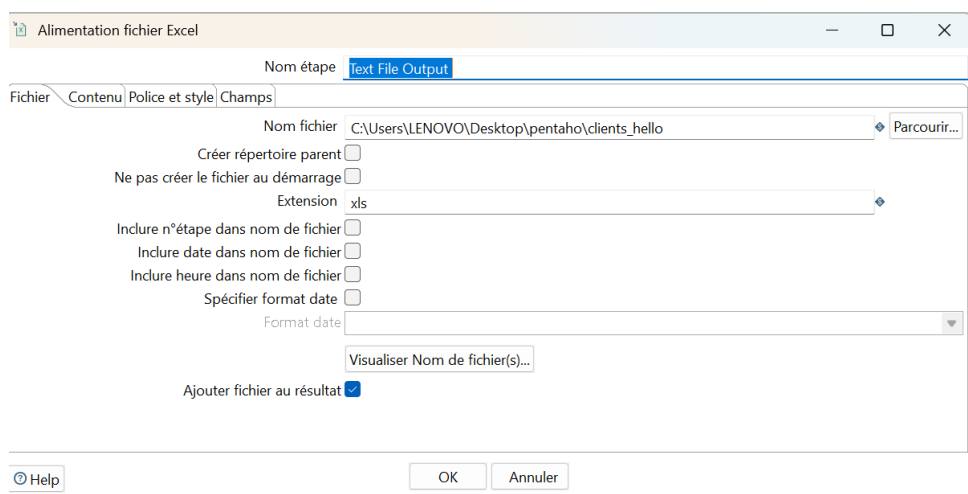 Alimentation fichier Excel
Nom étape Text File Output
Fichier Contenu Police et style Champs
Nom fichier C:\Users\LENOVO\Desktop\pentaho\clients_hello Parcourir...
Créer répertoire parent
Ne pas créer le fichier au démarrage
Extension xls
Inclure n°étape dans nom de fichier
Inclure date dans nom de fichier
Inclure heure dans nom de fichier
Spécifier format date
Format date
Visualiser Nom de fichier(s)...
Ajouter fichier au résultat
Help OK Annuler